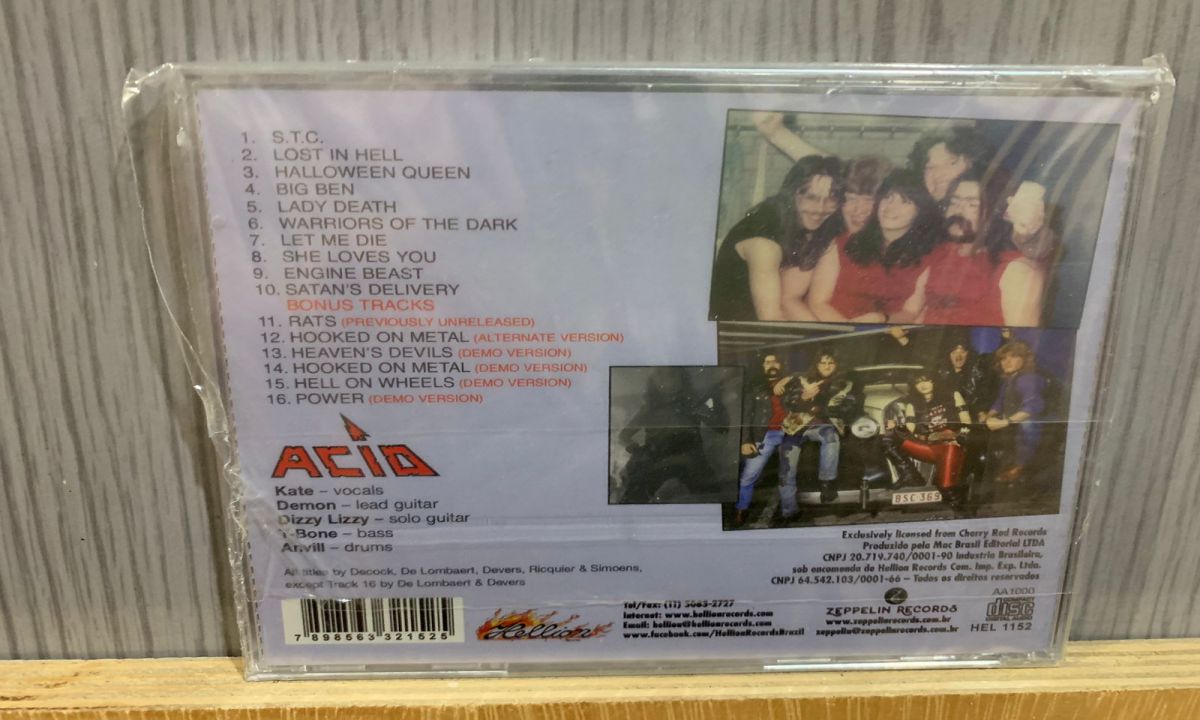 1. S.T.C.
2. LOST IN HELL
3. HALLOWEEN QUEEN
4. BIG BEN
5. LADY DEATH
6. WARRIORS OF THE DARK
7. LET ME DIE
8. SHE LOVES YOU
9. ENGINE BEAST
10. SATAN'S DELIVERY
BONUS TRACKS
11. RATS (PREVIOUSLY UNRELEASED)
12. HOOKED ON METAL (ALTERNATE VERSION)
13. HEAVEN'S DEVILS (DEMO VERSION)
14. HOOKED ON METAL (DEMO VERSION)
15. HELL ON WHEELS (DEMO VERSION)
16. POWER (DEMO VERSION)
ACID
Kate – vocals
Demon – lead guitar
Dizzy Lizzy – solo guitar
T-Bone – bass
Anvill – drums
All titles by Decock, De Lombaert, Devers, Ricquier & Simoens,
except Track 16 by De Lombaert & Devers
7 898563 321525
Hellion
Tel/Fax: (11) 5083-2727
Internet: www.hellionrecords.com
Email: hellion@hellionrecords.com
www.facebook.com/HellionRecordsBrazil
BSC 369
Exclusively licensed from Cherry Red Records
Produzido pela Mac Brasil Editorial LTDA
CNPJ 20.719.740/0001-90 Industria Brasileira,
sob encomenda de Hellion Records Com. Imp. Exp. Ltda.
CNPJ 64.542.103/0001-66 – Todos os direitos reservados
Z
ZEPPELIN RECORDS
www.zeppelinrecords.com.br
zeppelin@zeppelinrecords.com.br
AA1000
COMPACT
disc
DIGITAL AUDIO
HEL 1152